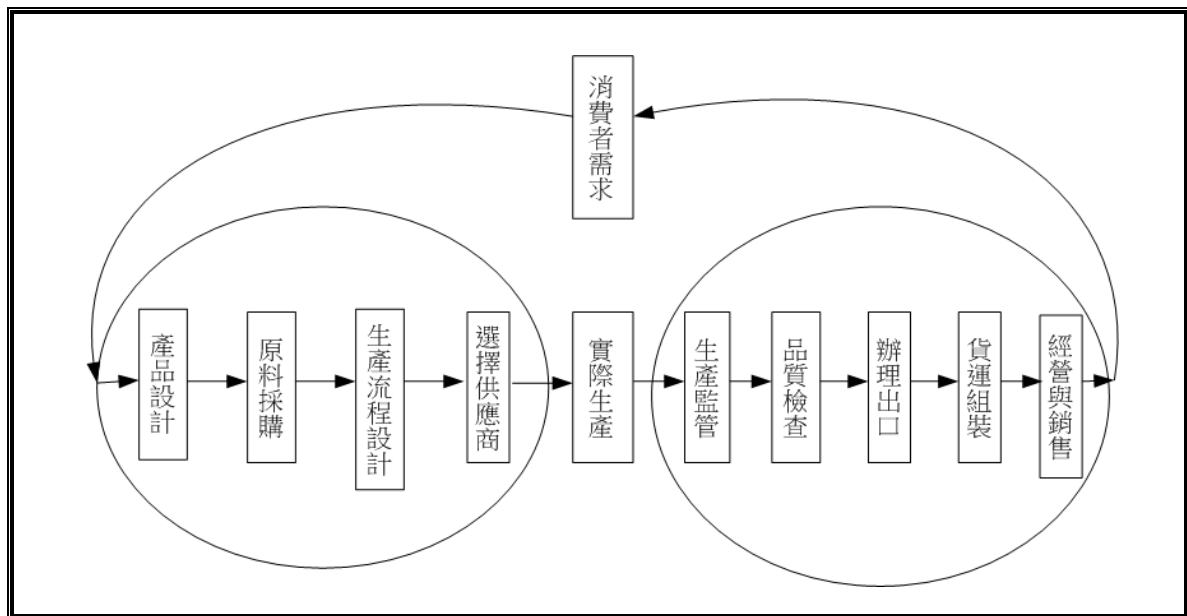 消費者需求
產品設計
原料採購
生產流程設計
選擇供應商
實際生產
生產監管
品質檢查
辦理出口
貨運組裝
經營與銷售